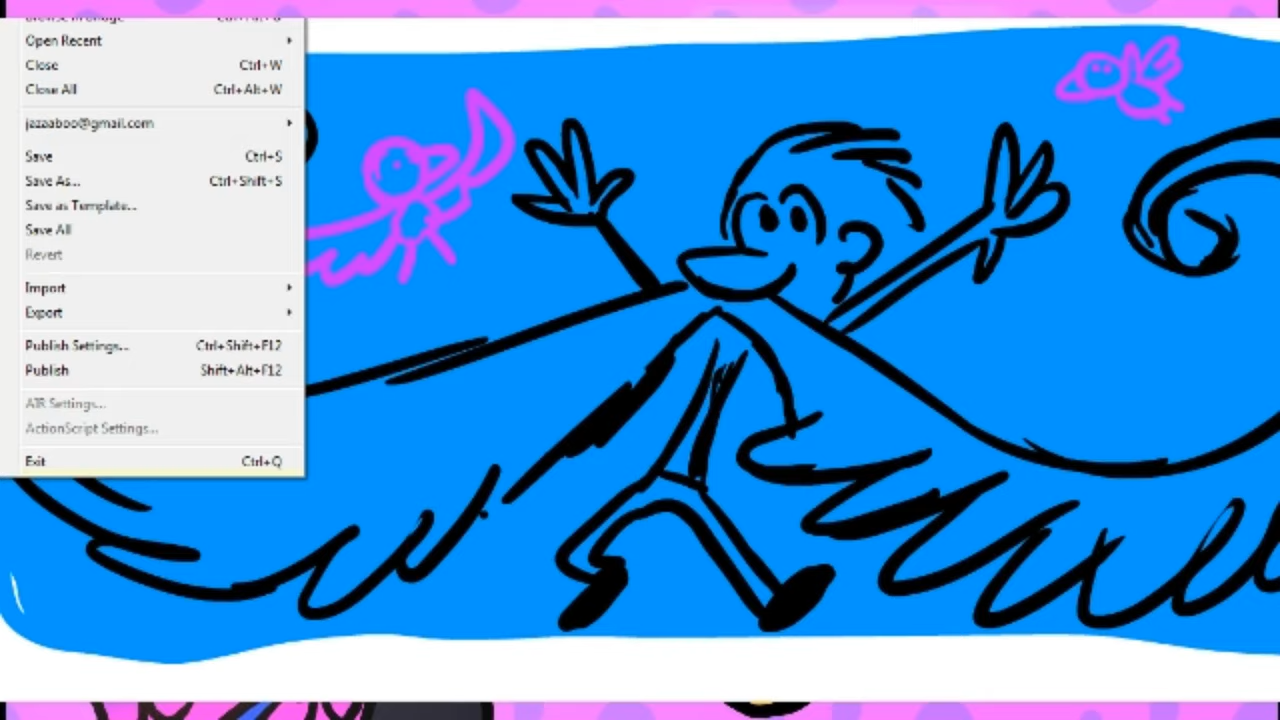 Open Recent
Close Ctrl+W
Close All Ctrl+Alt+W
jazzaboo@gmail.com
Save Ctrl+S
Save As... Ctrl+Shift+S
Save as Template...
Save All
Revert
Import
Export
Publish Settings... Ctrl+Shift+F12
Publish Shift+Alt+F12
AIR Settings...
ActionScript Settings...
Exit Ctrl+Q